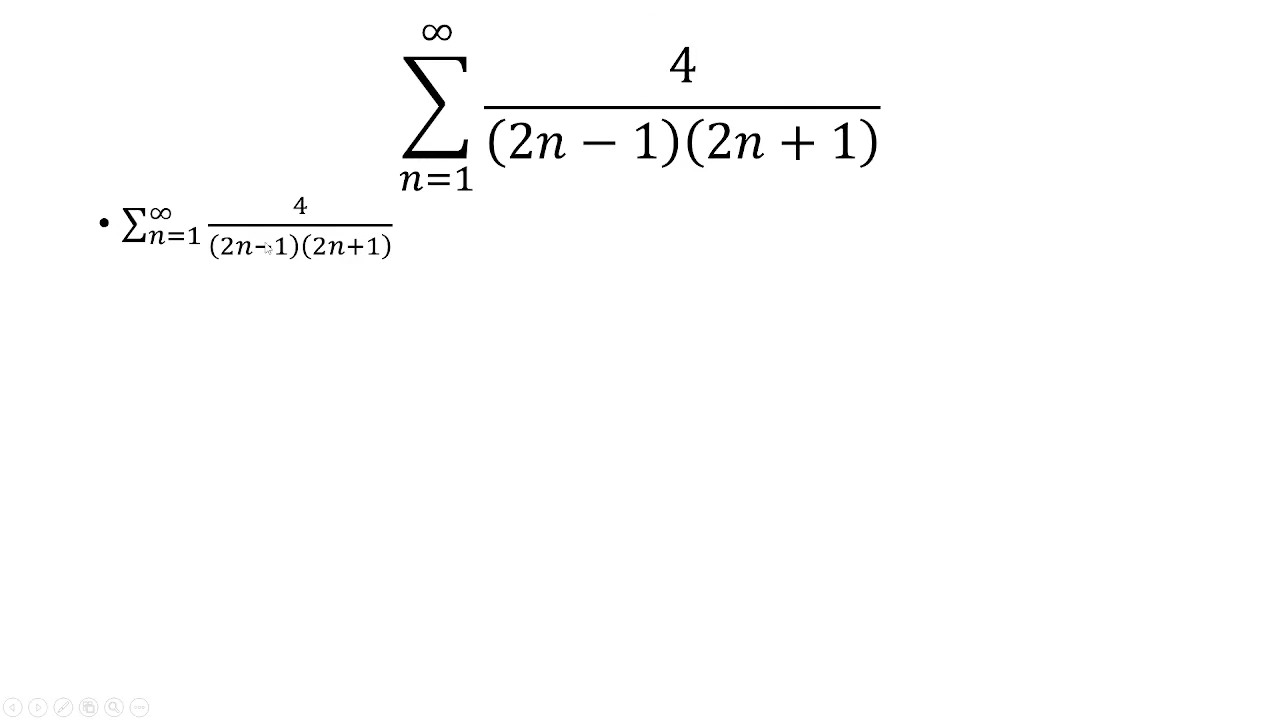 ∑_{n=1}^{∞} 4/((2n − 1)(2n + 1))
• ∑_{n=1}^{∞} 4/((2n−1)(2n+1))